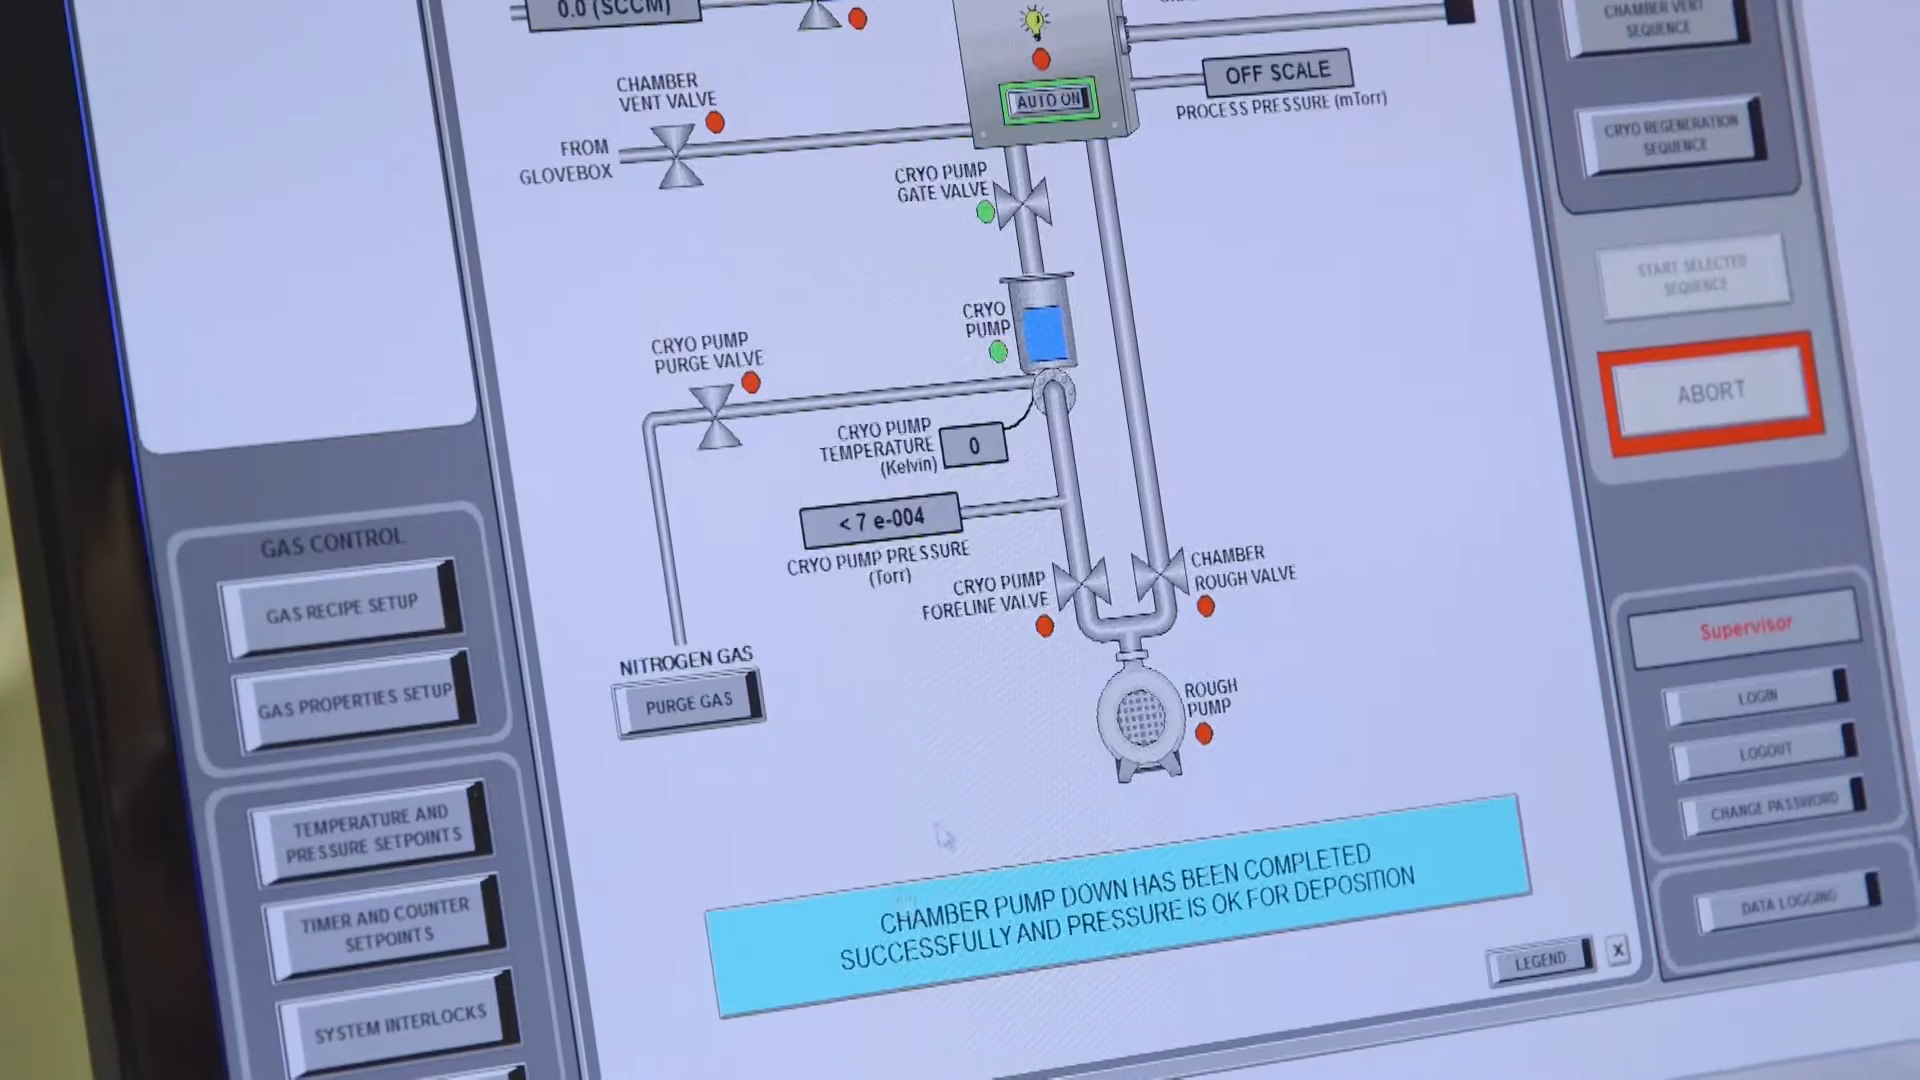 0.0 (SCCM)
CHAMBER
VENT VALVE
FROM
GLOVEBOX
AUTO ON
OFF SCALE
PROCESS PRESSURE (mTorr)
CRYO PUMP
GATE VALVE
CRYO
PUMP
CRYO PUMP
PURGE VALVE
CRYO PUMP
TEMPERATURE
(Kelvin)
0
< 7 e-004
CRYO PUMP PRESSURE
(Torr)
CRYO PUMP
FORELINE VALVE
CHAMBER
ROUGH VALVE
NITROGEN GAS
PURGE GAS
ROUGH
PUMP
CHAMBER PUMP DOWN HAS BEEN COMPLETED
SUCCESSFULLY AND PRESSURE IS OK FOR DEPOSITION
LEGEND
X
GAS CONTROL
GAS RECIPE SETUP
GAS PROPERTIES SETUP
TEMPERATURE AND
PRESSURE SETPOINTS
TIMER AND COUNTER
SETPOINTS
SYSTEM INTERLOCKS
CHAMBER VENT
SEQUENCE
CRYO REGENERATION
SEQUENCE
START SELECTED
SEQUENCE
ABORT
Supervisor
LOGIN
LOGOUT
CHANGE PASSWORD
DATA LOGGING